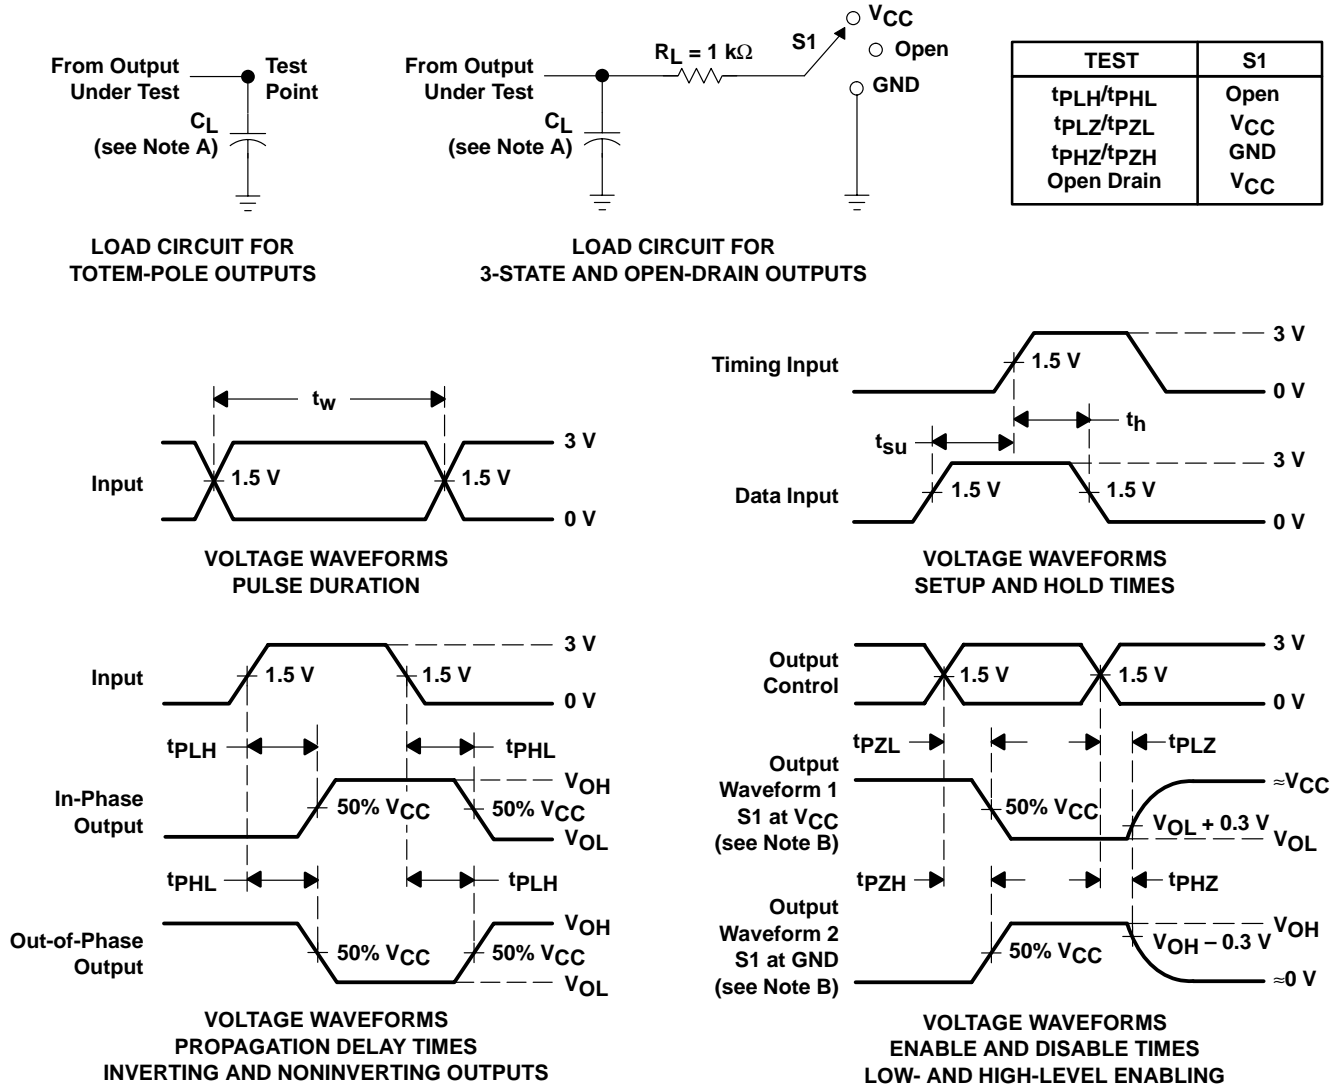 From Output
Under Test
Test
Point
CL
(see Note A)
LOAD CIRCUIT FOR
TOTEM-POLE OUTPUTS
From Output
Under Test
RL = 1 kΩ
S1
VCC
Open
GND
CL
(see Note A)
LOAD CIRCUIT FOR
3-STATE AND OPEN-DRAIN OUTPUTS
TEST S1
tPLH/tPHL Open
tPLZ/tPZL VCC
tPHZ/tPZH GND
Open Drain VCC
tw
Input
1.5 V
1.5 V
3 V
0 V
VOLTAGE WAVEFORMS
PULSE DURATION
Timing Input
1.5 V
3 V
0 V
tsu
th
Data Input
1.5 V
1.5 V
3 V
0 V
VOLTAGE WAVEFORMS
SETUP AND HOLD TIMES
Input
1.5 V
1.5 V
3 V
0 V
tPLH
tPHL
In-Phase
Output
50% VCC
50% VCC
VOH
VOL
tPHL
tPLH
Out-of-Phase
Output
50% VCC
50% VCC
VOH
VOL
VOLTAGE WAVEFORMS
PROPAGATION DELAY TIMES
INVERTING AND NONINVERTING OUTPUTS
Output
Control
1.5 V
1.5 V
3 V
0 V
tPZL
tPLZ
Output
Waveform 1
S1 at VCC
(see Note B)
50% VCC
VOL + 0.3 V
≈VCC
VOL
tPZH
tPHZ
Output
Waveform 2
S1 at GND
(see Note B)
50% VCC
VOH − 0.3 V
VOH
≈0 V
VOLTAGE WAVEFORMS
ENABLE AND DISABLE TIMES
LOW- AND HIGH-LEVEL ENABLING